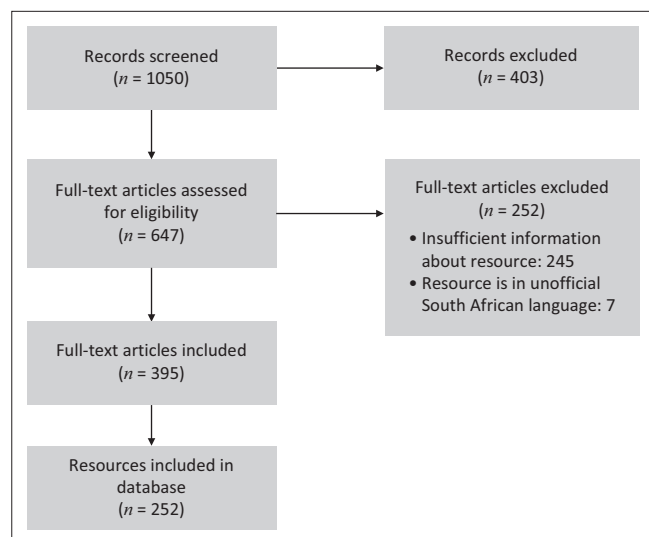 Records screened
(n = 1050)
Records excluded
(n = 403)
Full-text articles assessed
for eligibility
(n = 647)
Full-text articles excluded
(n = 252)
• Insufficient information
about resource: 245
• Resource is in unofficial
South African language: 7
Full-text articles included
(n = 395)
Resources included in
database
(n = 252)